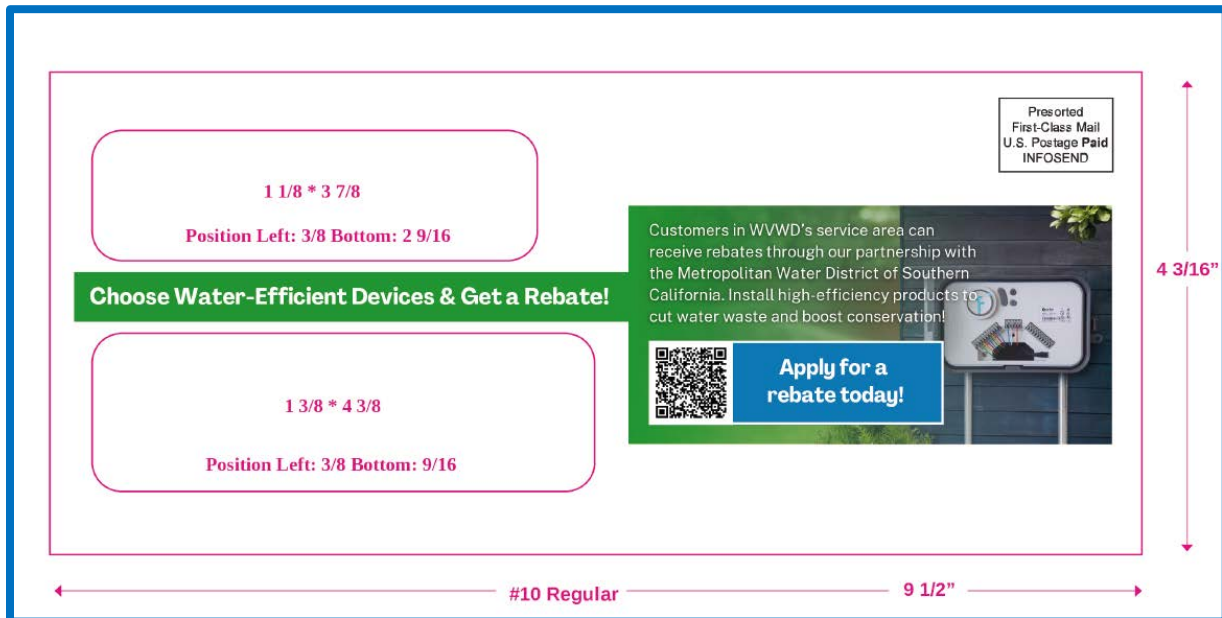 Presorted
First-Class Mail
U.S. Postage Paid
INFOSEND
1 1/8 * 3 7/8
Position Left: 3/8 Bottom: 2 9/16
Choose Water-Efficient Devices & Get a Rebate!
Customers in WVWD's service area can
receive rebates through our partnership with
the Metropolitan Water District of Southern
California. Install high-efficiency products to
cut water waste and boost conservation!
Apply for a
rebate today!
1 3/8 * 4 3/8
Position Left: 3/8 Bottom: 9/16
4 3/16”
#10 Regular
9 1/2”